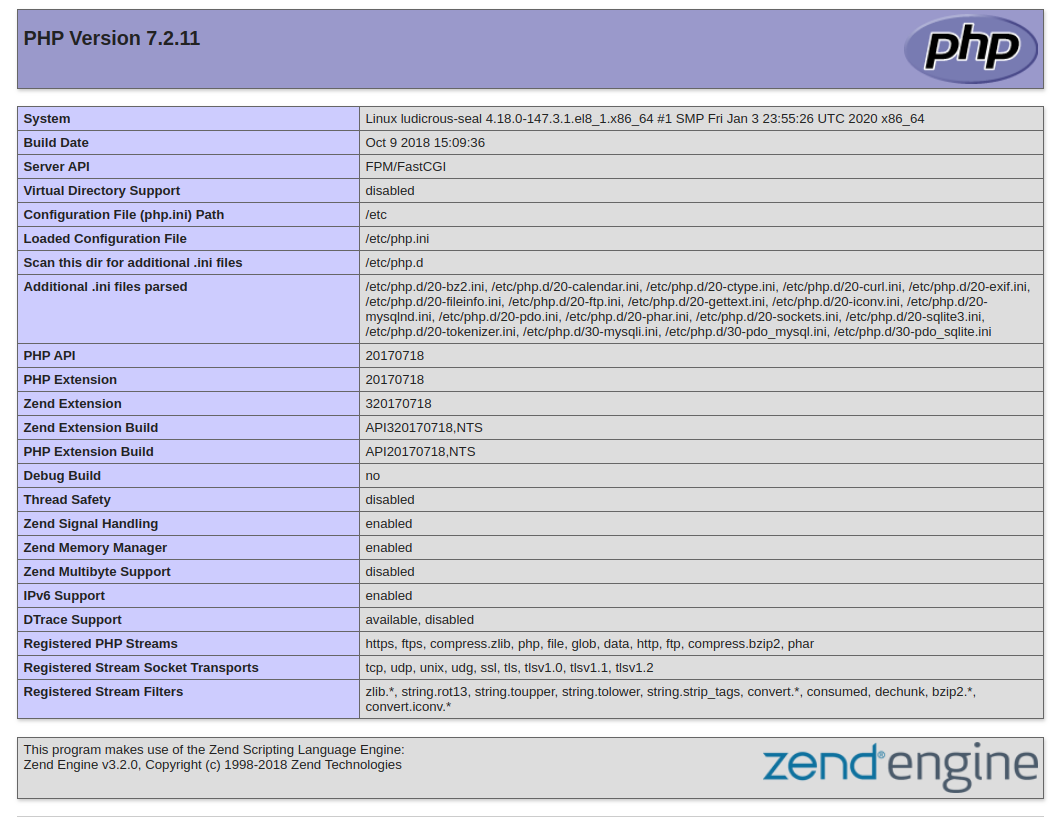 PHP Version 7.2.11
php
System Linux ludicrous-seal 4.18.0-147.3.1.el8_1.x86_64 #1 SMP Fri Jan 3 23:55:26 UTC 2020 x86_64
Build Date Oct 9 2018 15:09:36
Server API FPM/FastCGI
Virtual Directory Support disabled
Configuration File (php.ini) Path /etc
Loaded Configuration File /etc/php.ini
Scan this dir for additional .ini files /etc/php.d
Additional .ini files parsed /etc/php.d/20-bz2.ini, /etc/php.d/20-calendar.ini, /etc/php.d/20-ctype.ini, /etc/php.d/20-curl.ini, /etc/php.d/20-exif.ini,
/etc/php.d/20-fileinfo.ini, /etc/php.d/20-ftp.ini, /etc/php.d/20-gettext.ini, /etc/php.d/20-iconv.ini, /etc/php.d/20-
mysqlnd.ini, /etc/php.d/20-pdo.ini, /etc/php.d/20-phar.ini, /etc/php.d/20-sockets.ini, /etc/php.d/20-sqlite3.ini,
/etc/php.d/20-tokenizer.ini, /etc/php.d/30-mysqli.ini, /etc/php.d/30-pdo_mysql.ini, /etc/php.d/30-pdo_sqlite.ini
PHP API 20170718
PHP Extension 20170718
Zend Extension 320170718
Zend Extension Build API320170718,NTS
PHP Extension Build API20170718,NTS
Debug Build no
Thread Safety disabled
Zend Signal Handling enabled
Zend Memory Manager enabled
Zend Multibyte Support disabled
IPv6 Support enabled
DTrace Support available, disabled
Registered PHP Streams https, ftps, compress.zlib, php, file, glob, data, http, ftp, compress.bzip2, phar
Registered Stream Socket Transports tcp, udp, unix, udg, ssl, tls, tlsv1.0, tlsv1.1, tlsv1.2
Registered Stream Filters zlib.*, string.rot13, string.toupper, string.tolower, string.strip_tags, convert.*, consumed, dechunk, bzip2.*,
convert.iconv.*
This program makes use of the Zend Scripting Language Engine:
Zend Engine v3.2.0, Copyright (c) 1998-2018 Zend Technologies
zend®engine